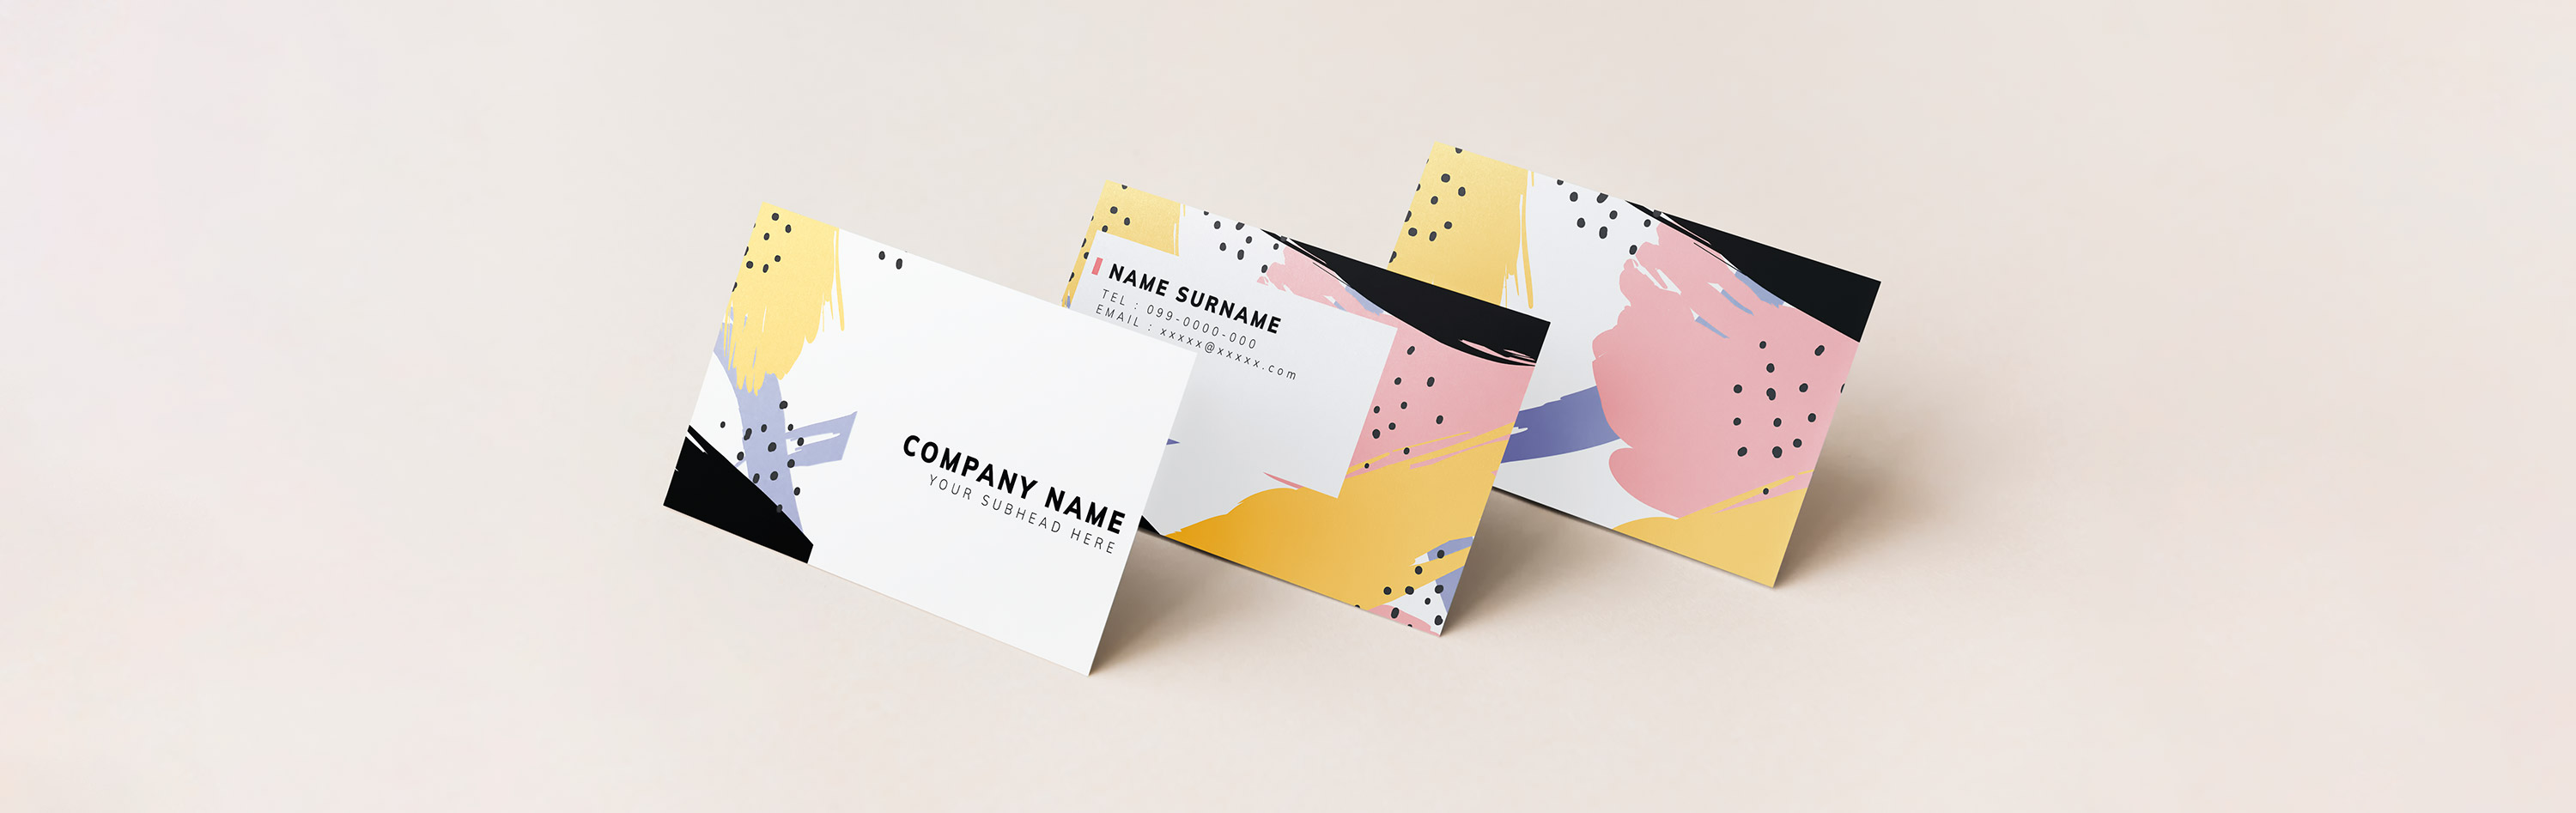 COMPANY NAME
YOUR SUBHEAD HERE
NAME SURNAME
TEL : 099-0000-000
EMAIL : xxxxx@xxxxx.com